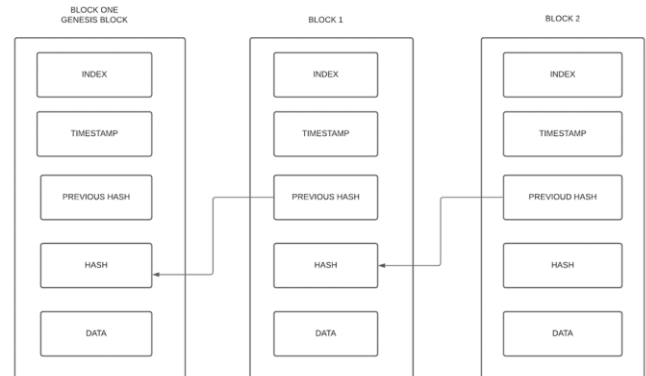 BLOCK ONE
GENESIS BLOCK
INDEX
TIMESTAMP
PREVIOUS HASH
HASH
DATA
BLOCK 1
INDEX
TIMESTAMP
PREVIOUS HASH
HASH
DATA
BLOCK 2
INDEX
TIMESTAMP
PREVIOUD HASH
HASH
DATA